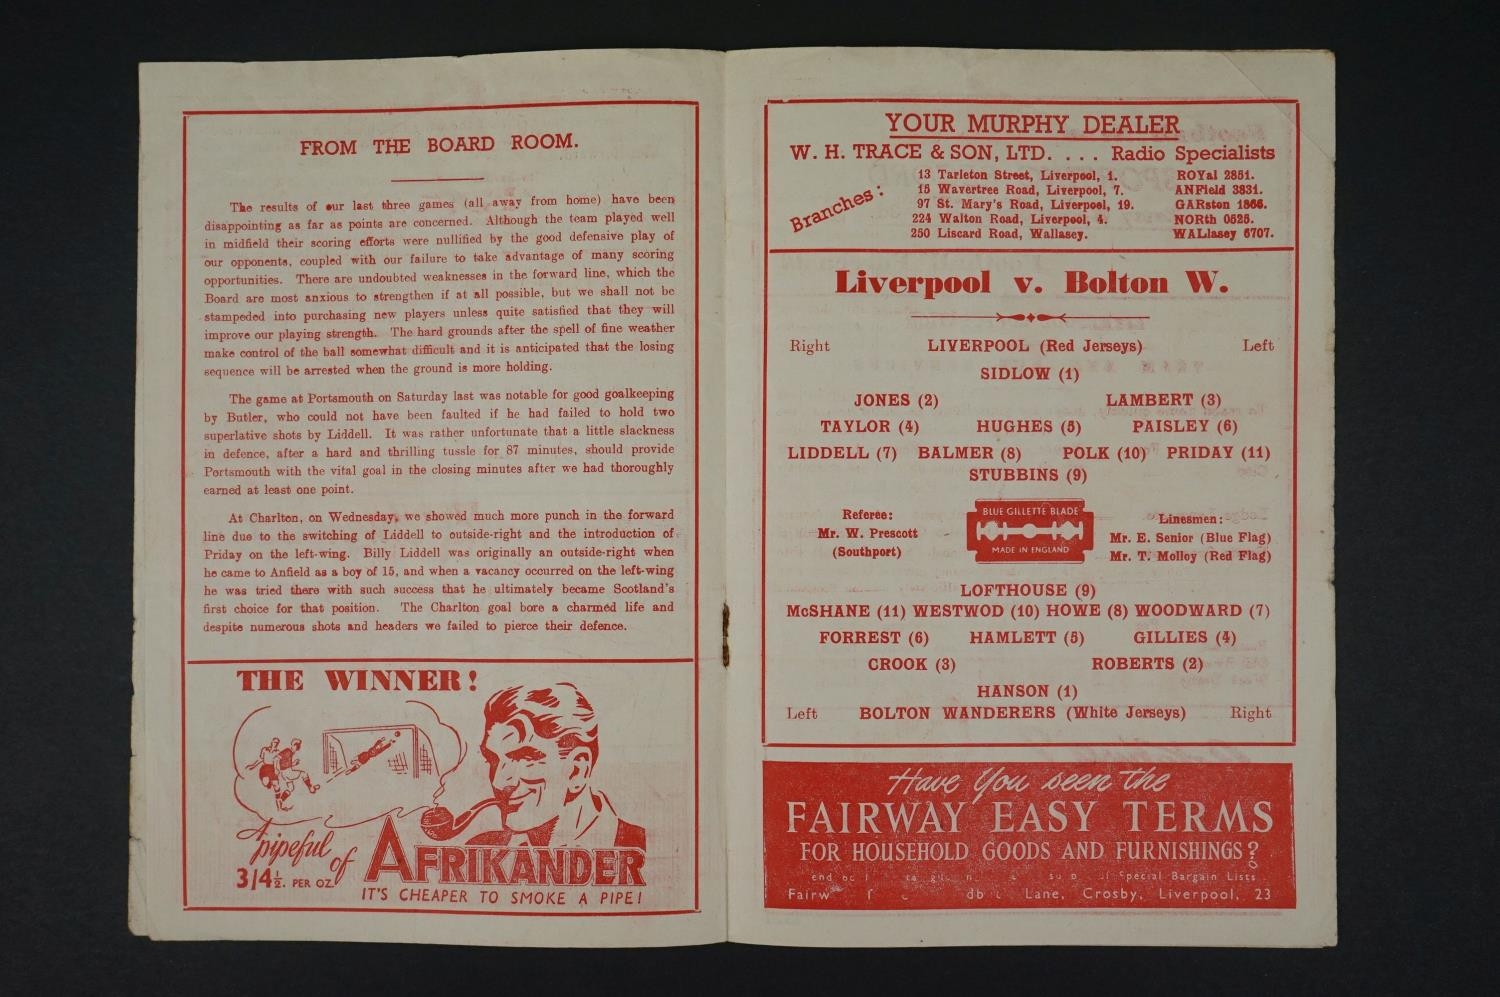 FROM THE BOARD ROOM.
The results of our last three games (all away from home) have been
disappointing as far as points are concerned. Although the team played well
in midfield their scoring efforts were nullified by the good defensive play of
our opponents, coupled with our failure to take advantage of many scoring
opportunities. There are undoubted weaknesses in the forward line, which the
Board are most anxious to strengthen if at all possible, but we shall not be
stampeded into purchasing new players unless quite satisfied that they will
improve our playing strength. The hard grounds after the spell of fine weather
make control of the ball somewhat difficult and it is anticipated that the losing
sequence will be arrested when the ground is more holding.
The game at Portsmouth on Saturday last was notable for good goalkeeping
by Butler, who could not have been faulted if he had failed to hold two
superlative shots by Liddell. It was rather unfortunate that a little slackness
in defence, after a hard and thrilling tussle for 87 minutes, should provide
Portsmouth with the vital goal in the closing minutes after we had thoroughly
earned at least one point.
At Charlton, on Wednesday, we showed much more punch in the forward
line due to the switching of Liddell to outside-right and the introduction of
Priday on the left-wing. Billy Liddell was originally an outside-right when
he came to Anfield as a boy of 15, and when a vacancy occurred on the left-wing
he was tried there with such success that he ultimately became Scotland's
first choice for that position. The Charlton goal bore a charmed life and
despite numerous shots and headers we failed to pierce their defence.
THE WINNER!
A pipeful of AFRIKANDER
3/4½. PER OZ.
IT'S CHEAPER TO SMOKE A PIPE!
YOUR MURPHY DEALER
W. H. TRACE & SON, LTD. . . . . Radio Specialists
Branches:
13 Tarleton Street, Liverpool, 1. ROYal 2851.
15 Wavertree Road, Liverpool, 7. ANField 3831.
97 St. Mary's Road, Liverpool, 19. GARston 1866.
224 Walton Road, Liverpool, 4. NORth 0525.
250 Liscard Road, Wallasey. WALlasey 6707.
Liverpool v. Bolton W.
Right LIVERPOOL (Red Jerseys) Left
SIDLOW (1)
JONES (2) LAMBERT (3)
TAYLOR (4) HUGHES (5) PAISLEY (6)
LIDDELL (7) BALMER (8) POLK (10) PRIDAY (11)
STUBBINS (9)
Referee:
Mr. W. Prescott
(Southport)
BLUE GILLETTE BLADE
MADE IN ENGLAND
Linesmen:
Mr. E. Senior (Blue Flag)
Mr. T. Molloy (Red Flag)
LOFTHOUSE (9)
McSHANE (11) WESTWOD (10) HOWE (8) WOODWARD (7)
FORREST (6) HAMLETT (5) GILLIES (4)
CROOK (3) ROBERTS (2)
HANSON (1)
Left BOLTON WANDERERS (White Jerseys) Right
Have You seen the
FAIRWAY EASY TERMS
FOR HOUSEHOLD GOODS AND FURNISHINGS?
Special Bargain Lists
Lane, Crosby, Liverpool, 23